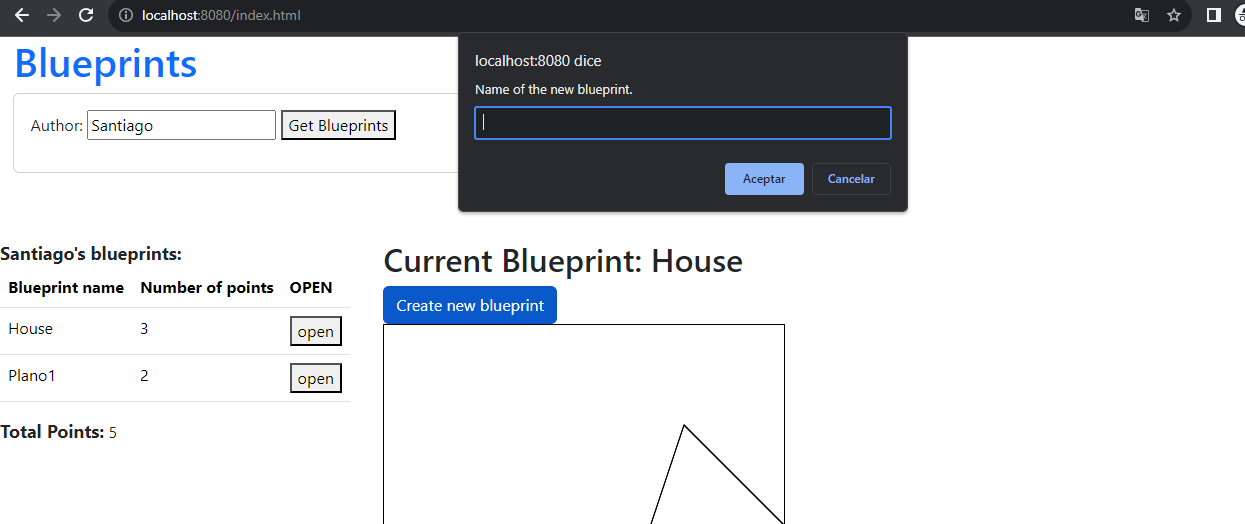 localhost:8080/index.html
Blueprints
Author: Santiago Get Blueprints
localhost:8080 dice
Name of the new blueprint.
Aceptar Cancelar
Santiago's blueprints:
Blueprint name Number of points OPEN
House 3 open
Plano1 2 open
Total Points: 5
Current Blueprint: House
Create new blueprint